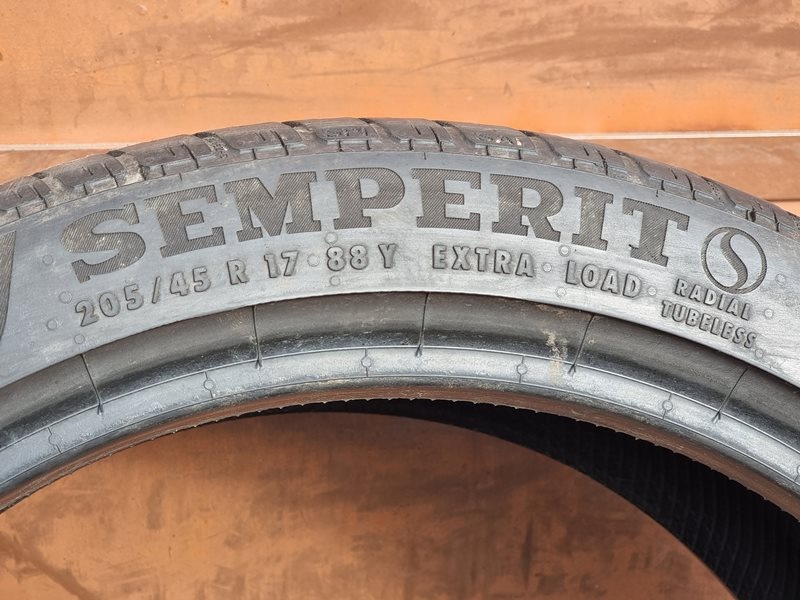 SEMPERIT
205/45 R 17 88 Y EXTRA LOAD RADIAL
TUBELESS